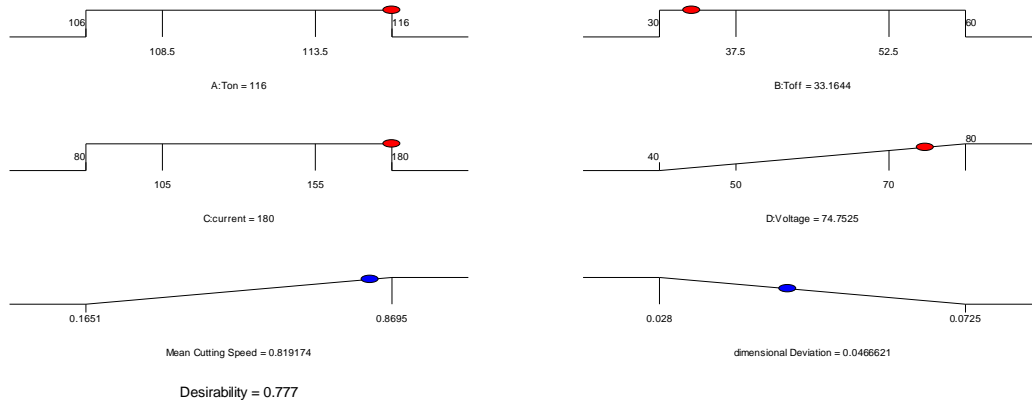 106
116
108.5
113.5
A:Ton = 116
30
60
37.5
52.5
B:Toff = 33.1644
80
180
105
155
C:current = 180
40
80
50
70
D:Voltage = 74.7525
0.1651
0.8695
Mean Cutting Speed = 0.819174
0.028
0.0725
dimensional Deviation = 0.0466621
Desirability = 0.777